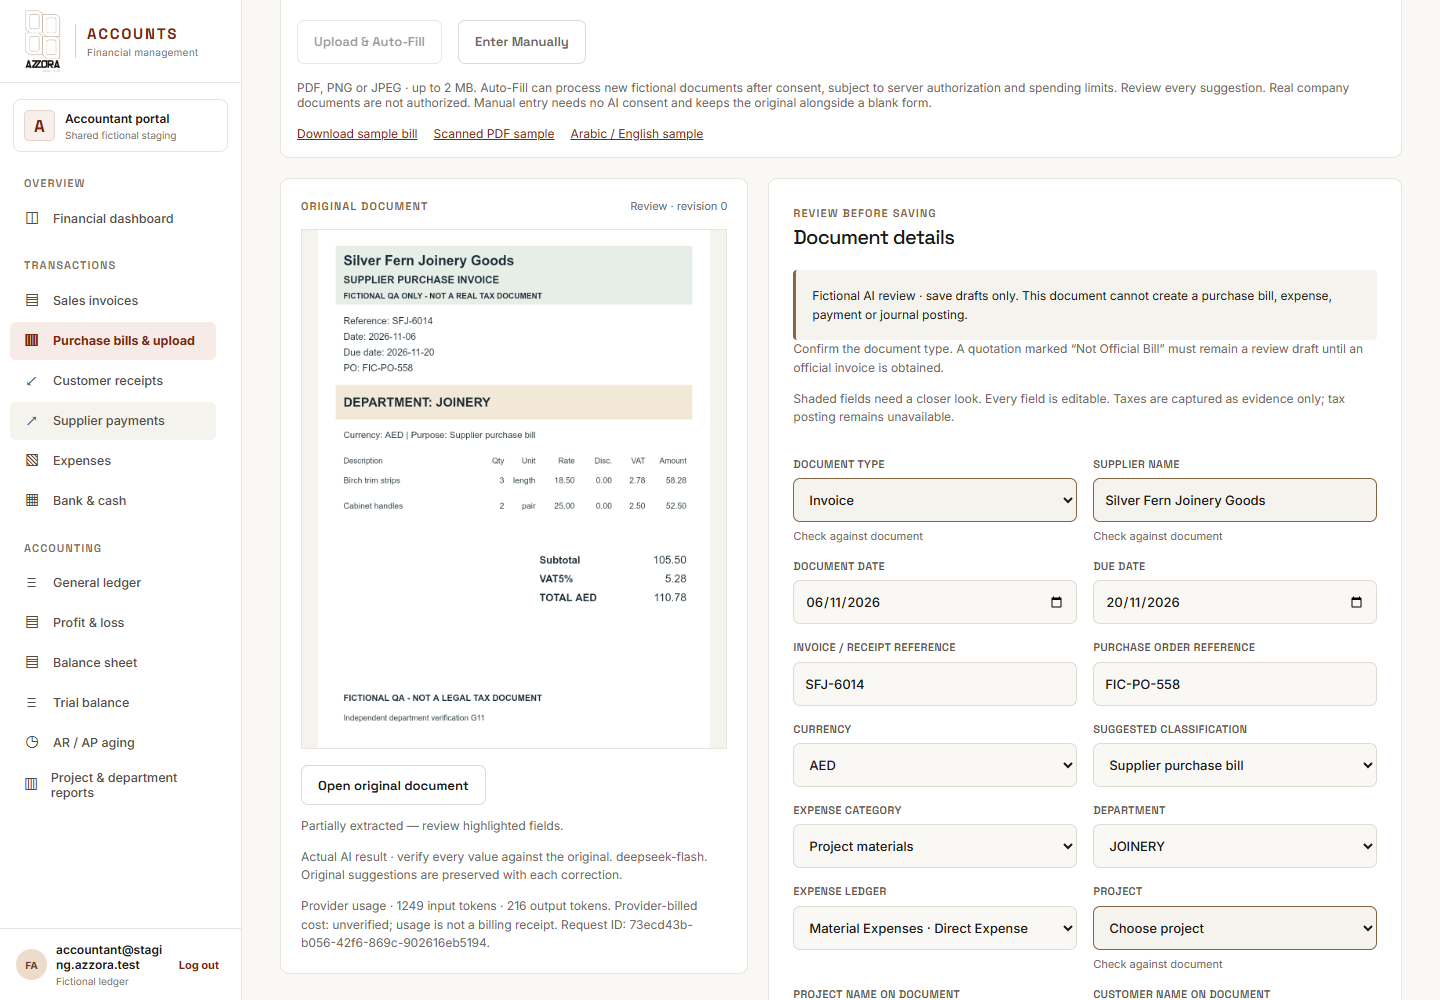 AZZORA
ACCOUNTS
Financial management
A
Accountant portal
Shared fictional staging
OVERVIEW
Financial dashboard
TRANSACTIONS
Sales invoices
Purchase bills & upload
Customer receipts
Supplier payments
Expenses
Bank & cash
ACCOUNTING
General ledger
Profit & loss
Balance sheet
Trial balance
AR / AP aging
Project & department
reports
FA
accountant@stagi
ng.azzora.test
Fictional ledger
Log out
Upload & Auto-Fill
Enter Manually
PDF, PNG or JPEG · up to 2 MB. Auto-Fill can process new fictional documents after consent, subject to server authorization and spending limits. Review every suggestion. Real company
documents are not authorized. Manual entry needs no AI consent and keeps the original alongside a blank form.
Download sample bill
Scanned PDF sample
Arabic / English sample
ORIGINAL DOCUMENT
Review · revision 0
Silver Fern Joinery Goods
SUPPLIER PURCHASE INVOICE
FICTIONAL QA ONLY - NOT A REAL TAX DOCUMENT
Reference: SFJ-6014
Date: 2026-11-06
Due date: 2026-11-20
PO: FIC-PO-558
DEPARTMENT: JOINERY
Currency: AED | Purpose: Supplier purchase bill
Description Qty Unit Rate Disc. VAT Amount
Birch trim strips 3 length 18.50 0.00 2.78 58.28
Cabinet handles 2 pair 25.00 0.00 2.50 52.50
Subtotal 105.50
VAT5% 5.28
TOTAL AED 110.78
FICTIONAL QA - NOT A LEGAL TAX DOCUMENT
Independent department verification G11
Open original document
Partially extracted — review highlighted fields.
Actual AI result · verify every value against the original. deepseek-flash.
Original suggestions are preserved with each correction.
Provider usage · 1249 input tokens · 216 output tokens. Provider-billed
cost: unverified; usage is not a billing receipt. Request ID: 73ecd43b-
b056-42f6-869c-902616eb5194.
REVIEW BEFORE SAVING
Document details
Fictional AI review · save drafts only. This document cannot create a purchase bill, expense,
payment or journal posting.
Confirm the document type. A quotation marked “Not Official Bill” must remain a review draft until an
official invoice is obtained.
Shaded fields need a closer look. Every field is editable. Taxes are captured as evidence only; tax
posting remains unavailable.
DOCUMENT TYPE
Invoice
Check against document
SUPPLIER NAME
Silver Fern Joinery Goods
Check against document
DOCUMENT DATE
06/11/2026
DUE DATE
20/11/2026
INVOICE / RECEIPT REFERENCE
SFJ-6014
PURCHASE ORDER REFERENCE
FIC-PO-558
CURRENCY
AED
SUGGESTED CLASSIFICATION
Supplier purchase bill
EXPENSE CATEGORY
Project materials
DEPARTMENT
JOINERY
EXPENSE LEDGER
Material Expenses · Direct Expense
PROJECT
Choose project
Check against document
PROJECT NAME ON DOCUMENT
CUSTOMER NAME ON DOCUMENT